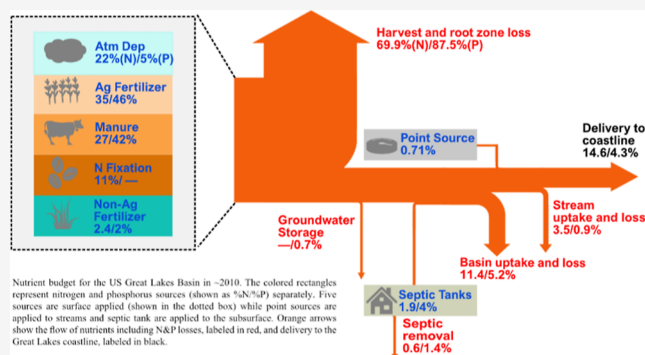 Atm Dep
22%(N)/5%(P)
Ag Fertilizer
35/46%
Manure
27/42%
N Fixation
11%/ —
Non-Ag
Fertilizer
2.4/2%
Harvest and root zone loss
69.9%(N)/87.5%(P)
Point Source
0.71%
Delivery to
coastline
14.6/4.3%
Groundwater
Storage
—/0.7%
Stream
uptake and loss
3.5/0.9%
Basin uptake and loss
11.4/5.2%
Septic Tanks
1.9/4%
Septic
removal
0.6/1.4%
Nutrient budget for the US Great Lakes Basin in ~2010. The colored rectangles
represent nitrogen and phosphorus sources (shown as %N/%P) separately. Five
sources are surface applied (shown in the dotted box) while point sources are
applied to streams and septic tank are applied to the subsurface. Orange arrows
show the flow of nutrients including N&P losses, labeled in red, and delivery to the
Great Lakes coastline, labeled in black.